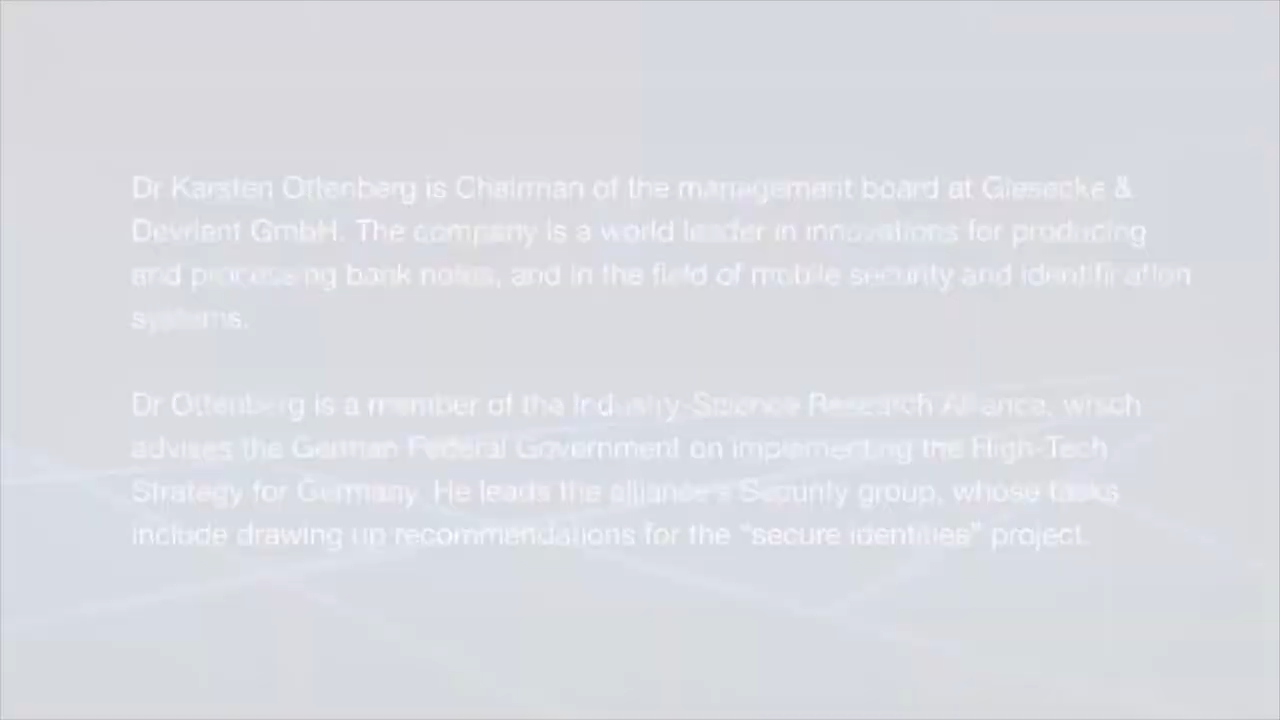 Dr Karsten Ottenberg is Chairman of the management board at Giesecke &
Devrient GmbH. The company is a world leader in innovations for producing
and processing bank notes, and in the field of mobile security and identification
systems.
Dr Ottenberg is a member of the Industry-Science Research Alliance, which
advises the German Federal Government on implementing the High-Tech
Strategy for Germany. He leads the alliance's Security group, whose tasks
include drawing up recommendations for the "secure identities" project.